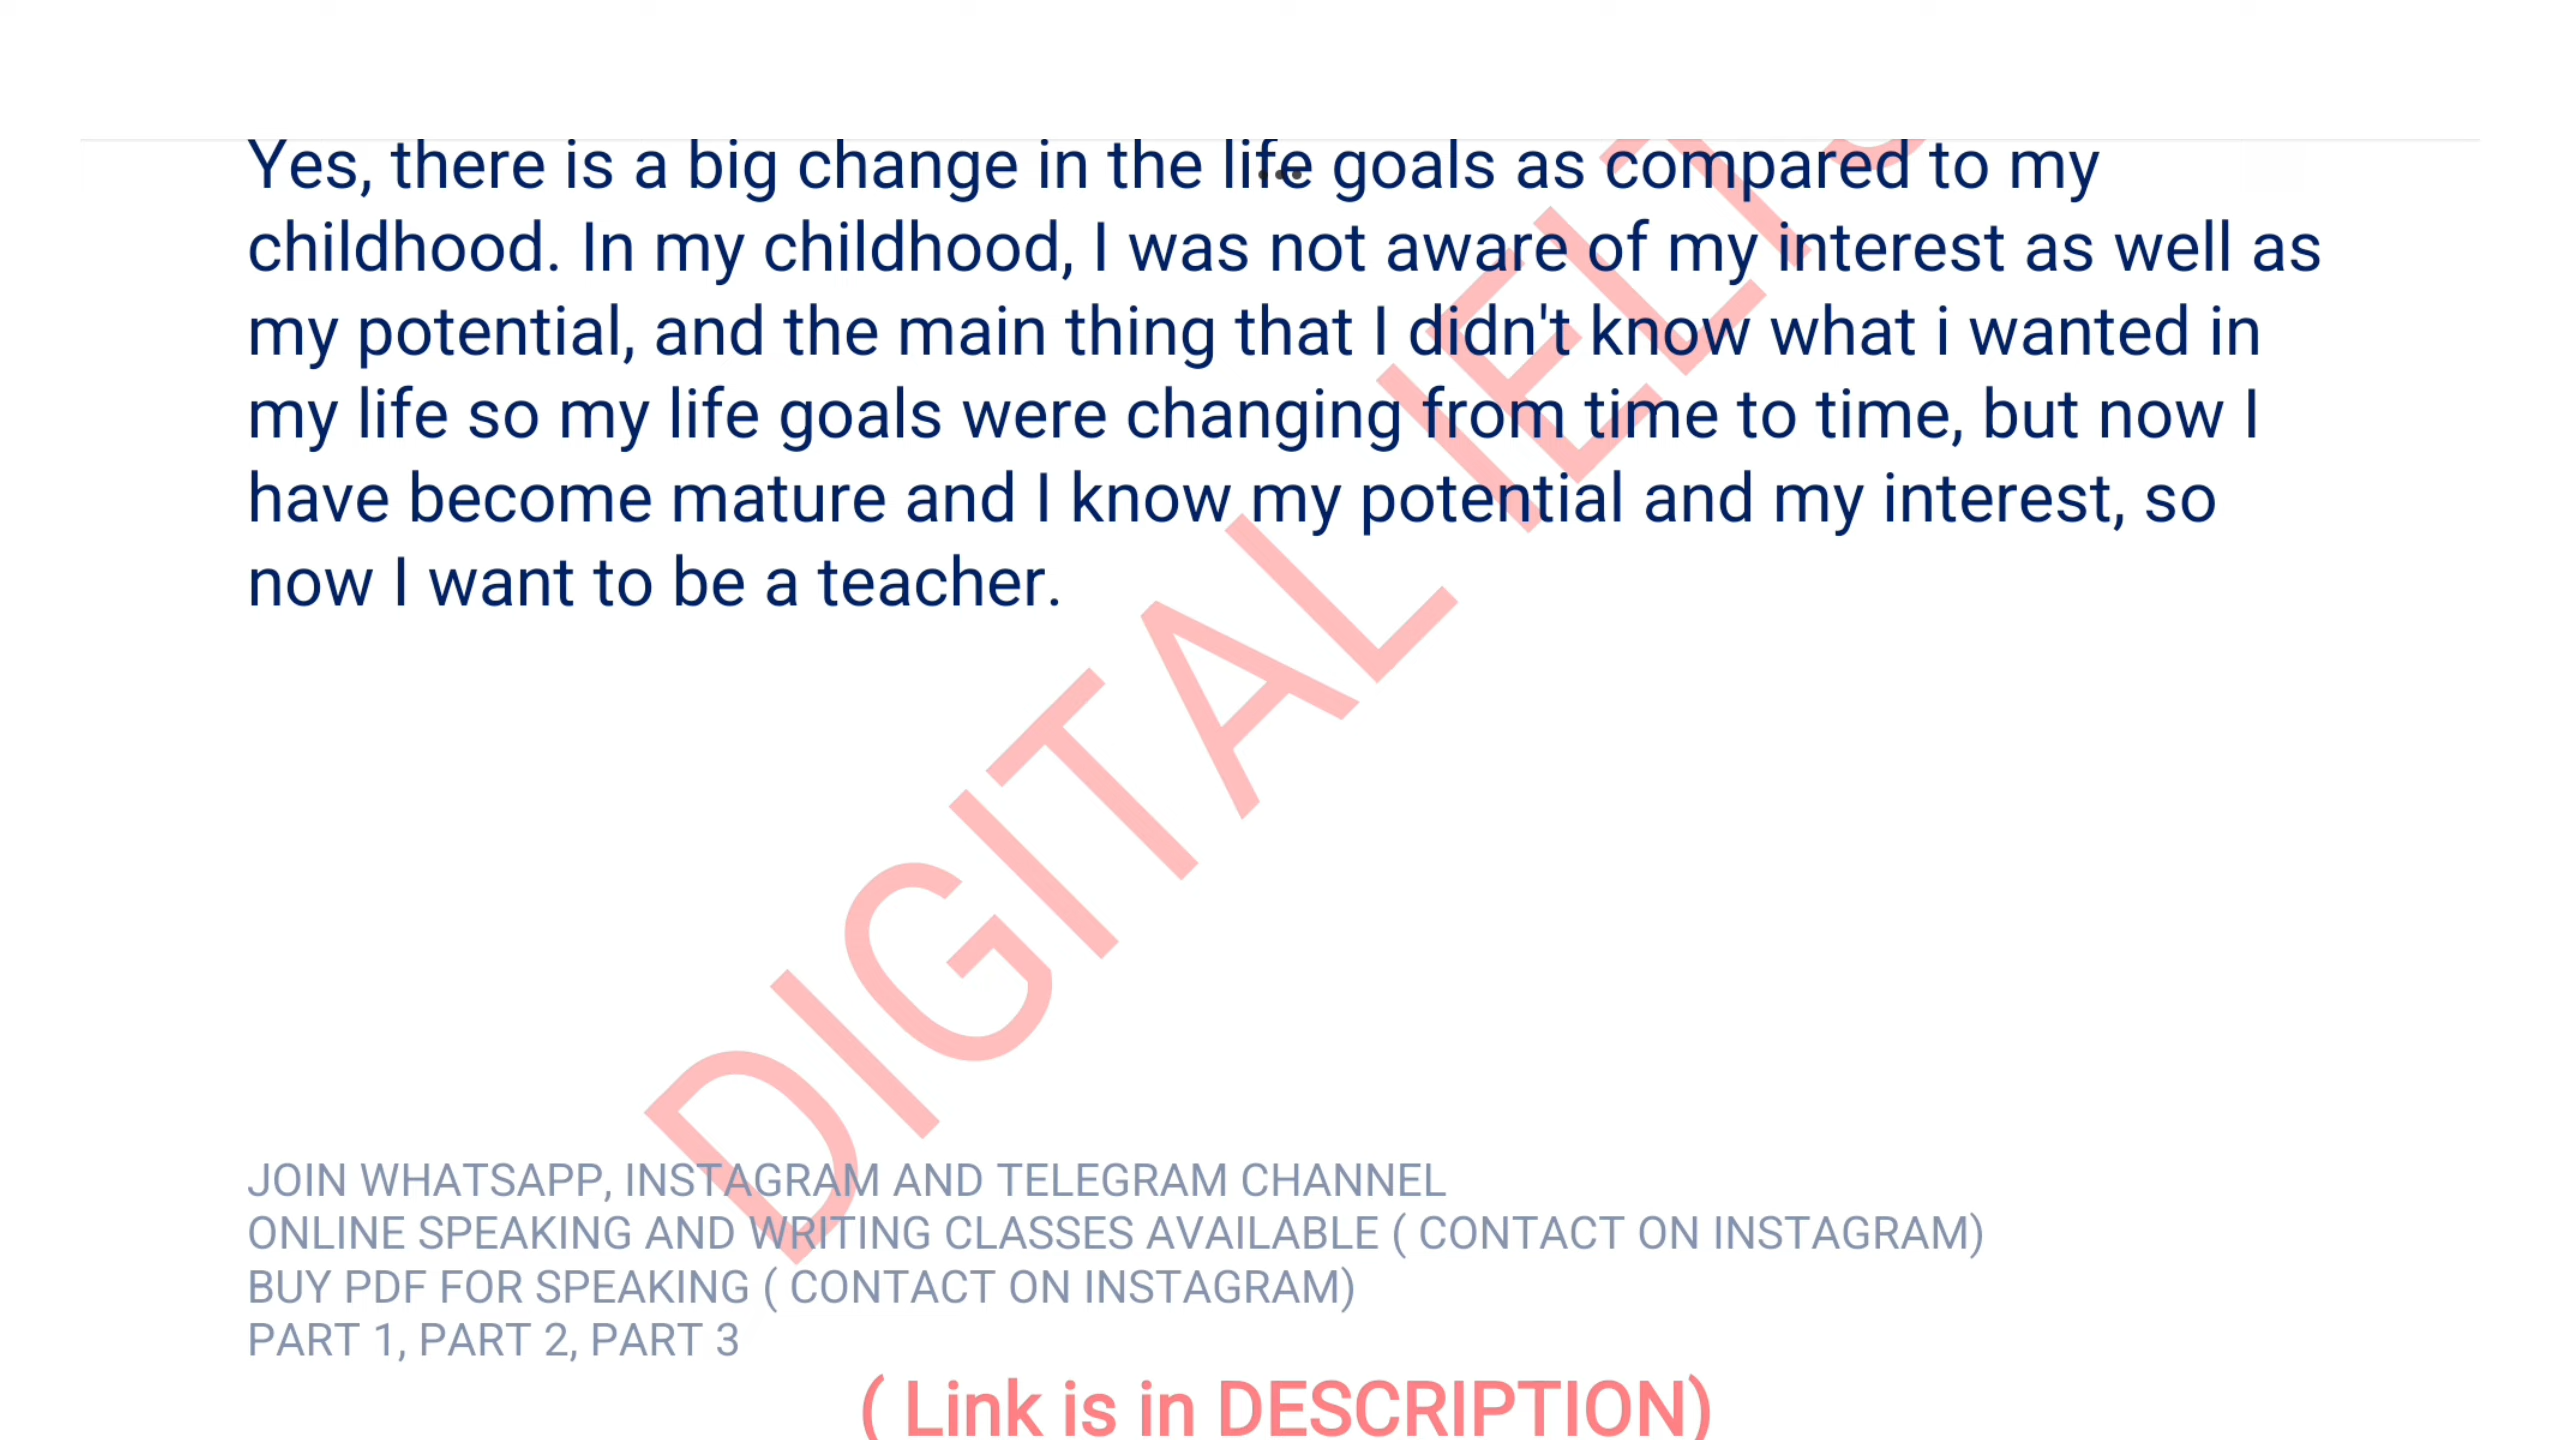 Yes, there is a big change in the life goals as compared to my
childhood. In my childhood, I was not aware of my interest as well as
my potential, and the main thing that I didn't know what i wanted in
my life so my life goals were changing from time to time, but now I
have become mature and I know my potential and my interest, so
now I want to be a teacher.
DIGITAL IELTS
JOIN WHATSAPP, INSTAGRAM AND TELEGRAM CHANNEL
ONLINE SPEAKING AND WRITING CLASSES AVAILABLE ( CONTACT ON INSTAGRAM)
BUY PDF FOR SPEAKING ( CONTACT ON INSTAGRAM)
PART 1, PART 2, PART 3
( Link is in DESCRIPTION)